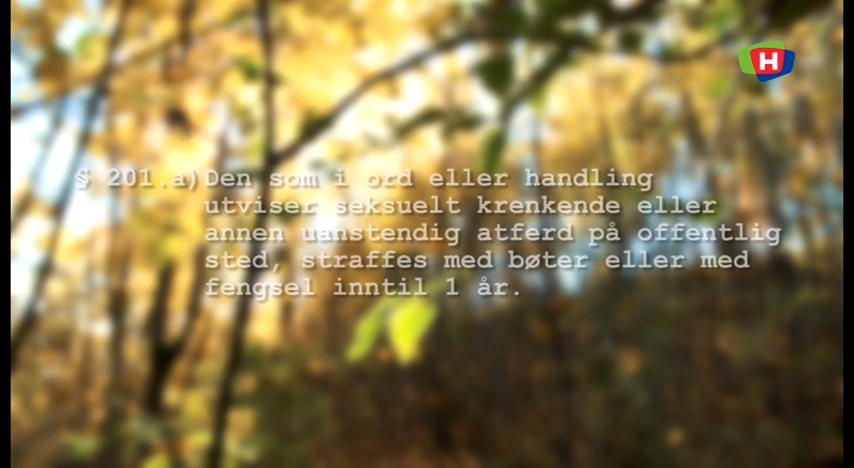 H
§ 201.a) Den som i ord eller handling
utviser seksuelt krenkende eller
annen uanstendig atferd på offentlig
sted, straffes med bøter eller med
fengsel inntil 1 år.